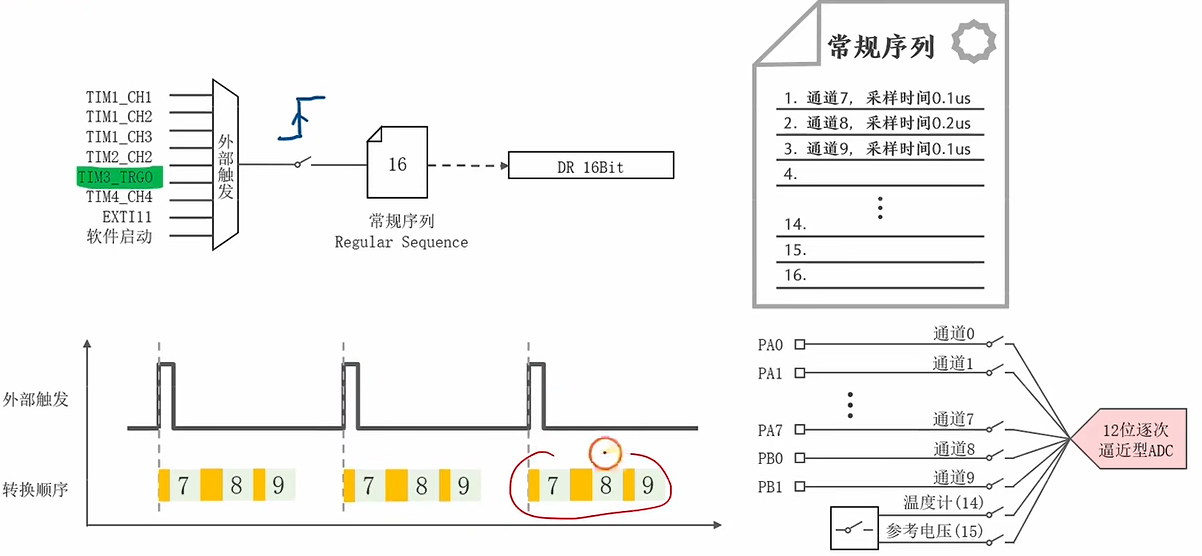 TIM1_CH1
TIM1_CH2
TIM1_CH3
TIM2_CH2
TIM3_TRGO
TIM4_CH4
EXTI11
软件启动
外部触发
16
常规序列
Regular Sequence
DR 16Bit
常规序列
1. 通道7，采样时间0.1us
2. 通道8，采样时间0.2us
3. 通道9，采样时间0.1us
4.
14.
15.
16.
外部触发
转换顺序
7 8 9
7 8 9
7 8 9
PA0 通道0
PA1 通道1
PA7 通道7
PB0 通道8
PB1 通道9
温度计(14)
参考电压(15)
12位逐次
逼近型ADC